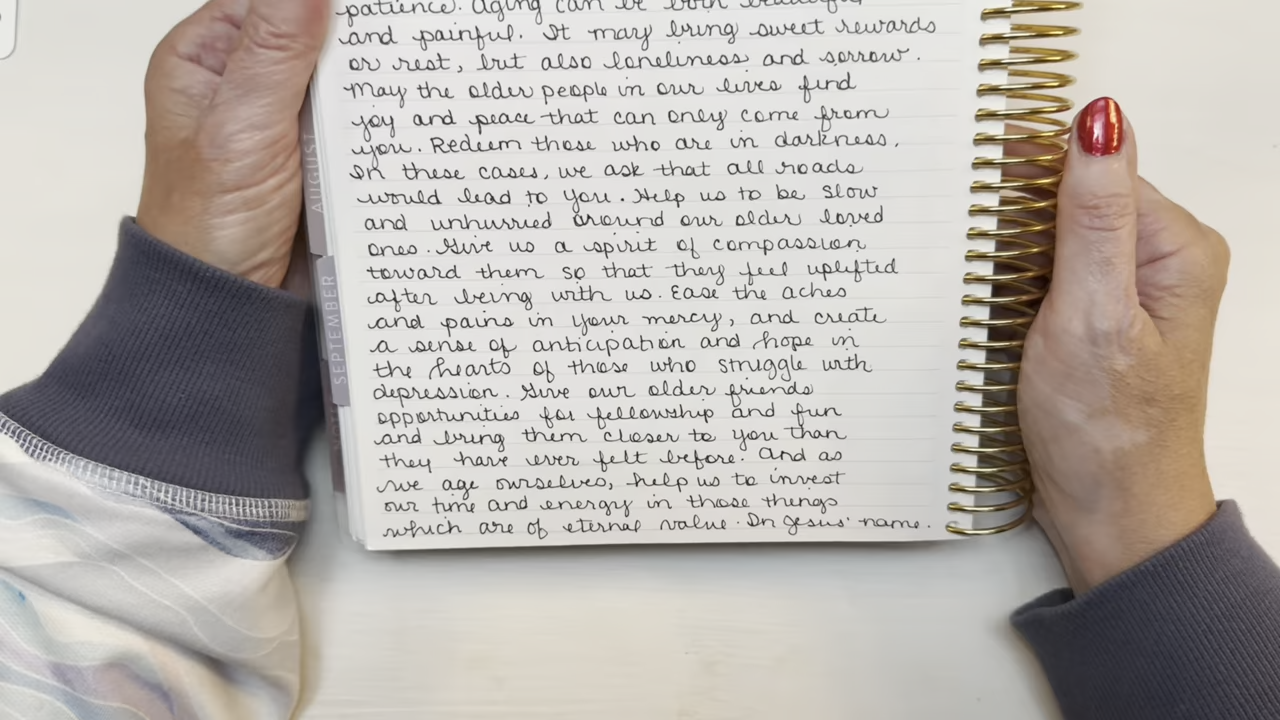 patience. Aging can be both beautiful
and painful. It may bring sweet rewards
or rest, but also loneliness and sorrow.
May the older people in our lives find
joy and peace that can only come from
you. Redeem those who are in darkness.
In these cases, we ask that all roads
would lead to you. Help us to be slow
and unhurried around our older loved
ones. Give us a spirit of compassion
toward them so that they feel uplifted
after being with us. Ease the aches
and pains in your mercy, and create
a sense of anticipation and hope in
the hearts of those who struggle with
depression. Give our older friends
opportunities for fellowship and fun
and bring them closer to you than
they have ever felt before. And as
we age ourselves, help us to invest
our time and energy in those things
which are of eternal value. In Jesus' name.
AUGUST
SEPTEMBER